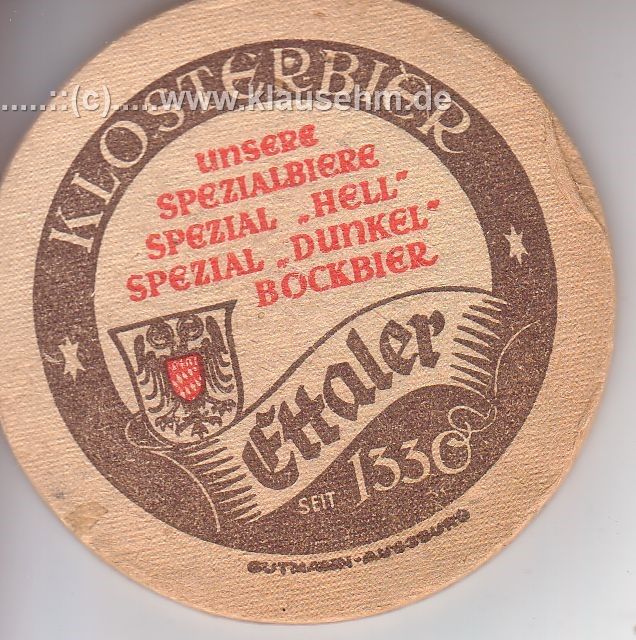 ......::(c).....www.klausehm.de
KLOSTERBIER
UNSERE
SPEZIALBIERE
SPEZIAL „HELL"
SPEZIAL „DUNKEL"
BOCKBIER
Ettaler
SEIT 1330
GUTMANN-AUGSBURG